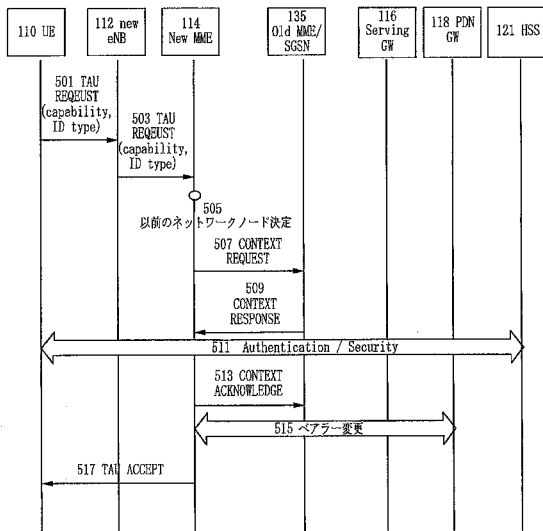 110 UE
112 new
eNB
114
New MME
135
Old MME/
SGSN
116
Serving
GW
118 PDN
GW
121 HSS
501 TAU
REQEUST
(capability,
ID type)
503 TAU
REQEUST
(capability,
ID type)
505
以前のネットワークノード決定
507 CONTEXT
REQUEST
509
CONTEXT
RESPONSE
511 Authentication / Security
513 CONTEXT
ACKNOWLEDGE
515 ベアラー変更
517 TAU ACCEPT